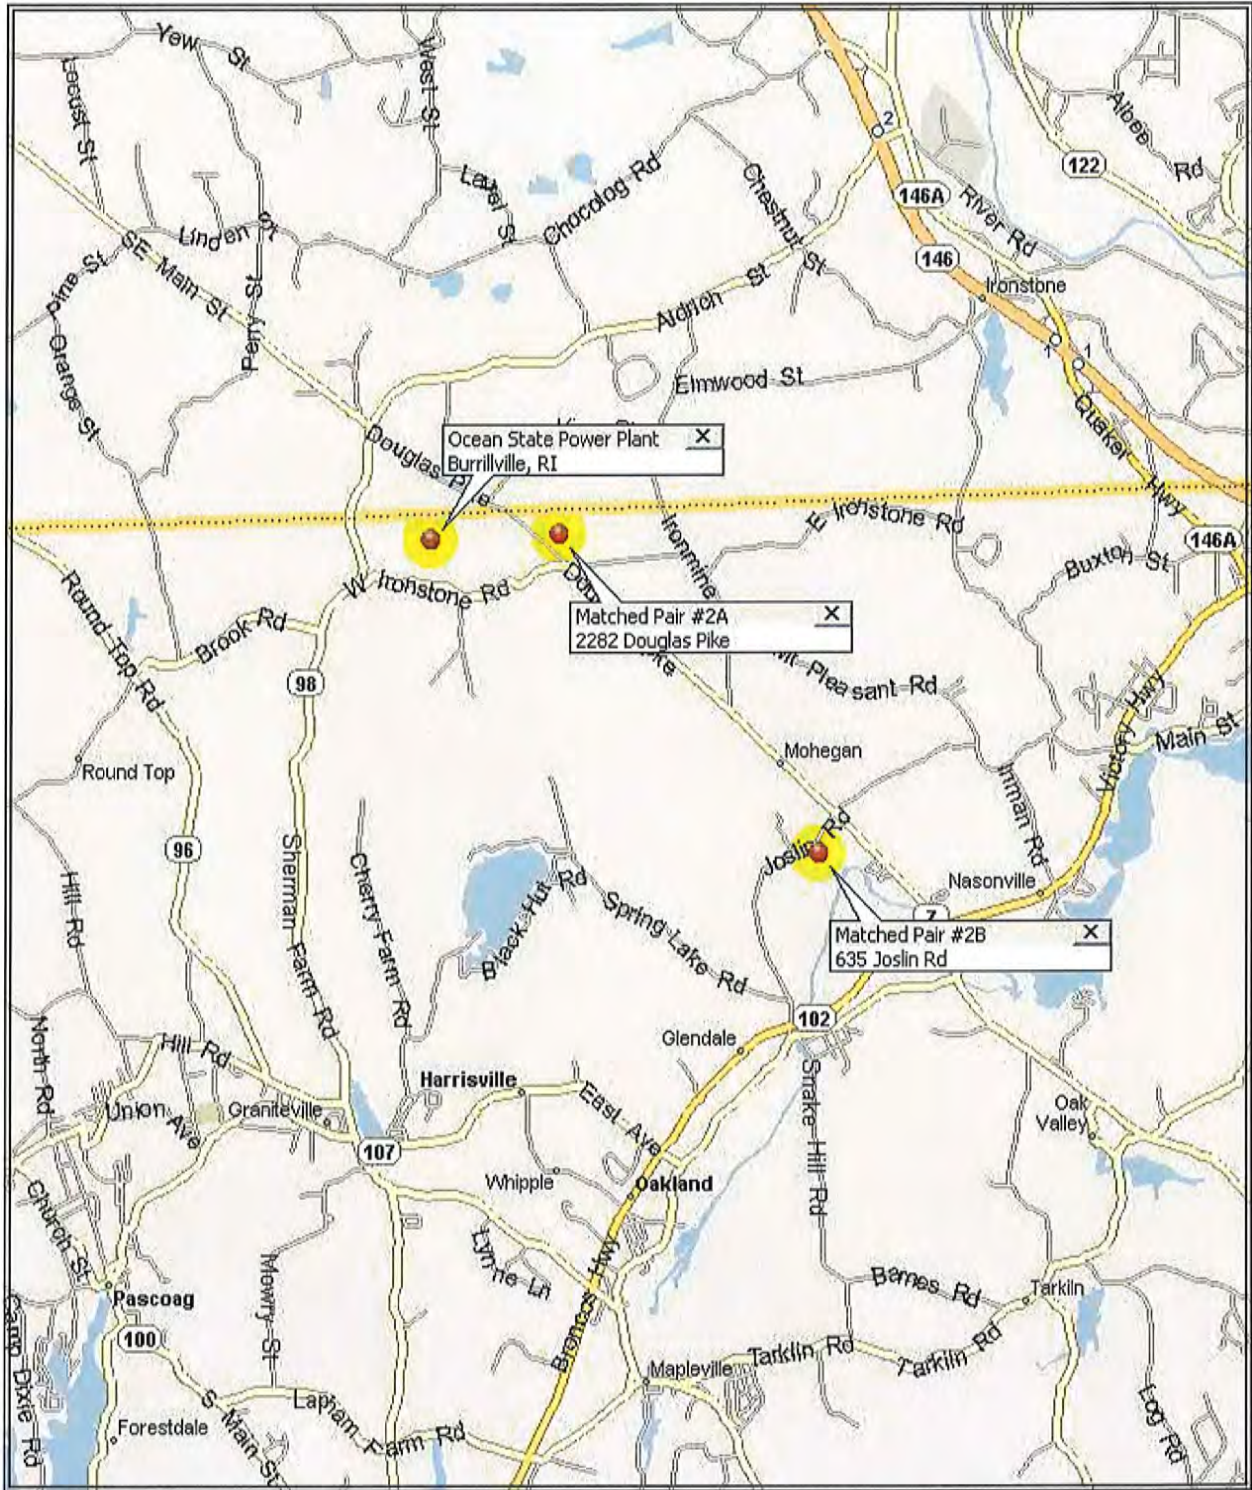 Yew St
Locust St
West St
Albee Rd
2
122
146A
River Rd
Chestnut St
Chocolog Rd
Linden St
SE Main St
146
Pine St
Perry St
Ironstone
Aldrich St
Orange St
1
1
Elmwood St
Quaker Hwy
Ocean State Power Plant
Burrillville, RI
Douglas Pike
E Ironstone Rd
Ironmine
146A
Buxton St
W Ironstone Rd
Round Top Rd
Brook Rd
Matched Pair #2A
2282 Douglas Pike
Mt Pleasant Rd
98
Victory Hwy
Main St
Mohegan
Round Top
Inman Rd
Joslin Rd
96
Sherman Farm Rd
Cherry Farm Rd
Hill Rd
Black Hut Rd
Spring Lake Rd
Nasonville
7
Matched Pair #2B
635 Joslin Rd
102
North Rd
Hill Rd
Glendale
Snake Hill Rd
Harrisville
East Ave
Union Ave
Graniteville
Oak
Valley
107
Whipple
Oakland
Church St
Lynne Ln
Mowry St
Broncos Hwy
Barnes Rd
Tarklin
Pascoag
100
Tarklin Rd
Tarklin Rd
Mapleville
Camp Dixie Rd
S Main St
Lapham Farm Rd
Forestdale
Log Rd